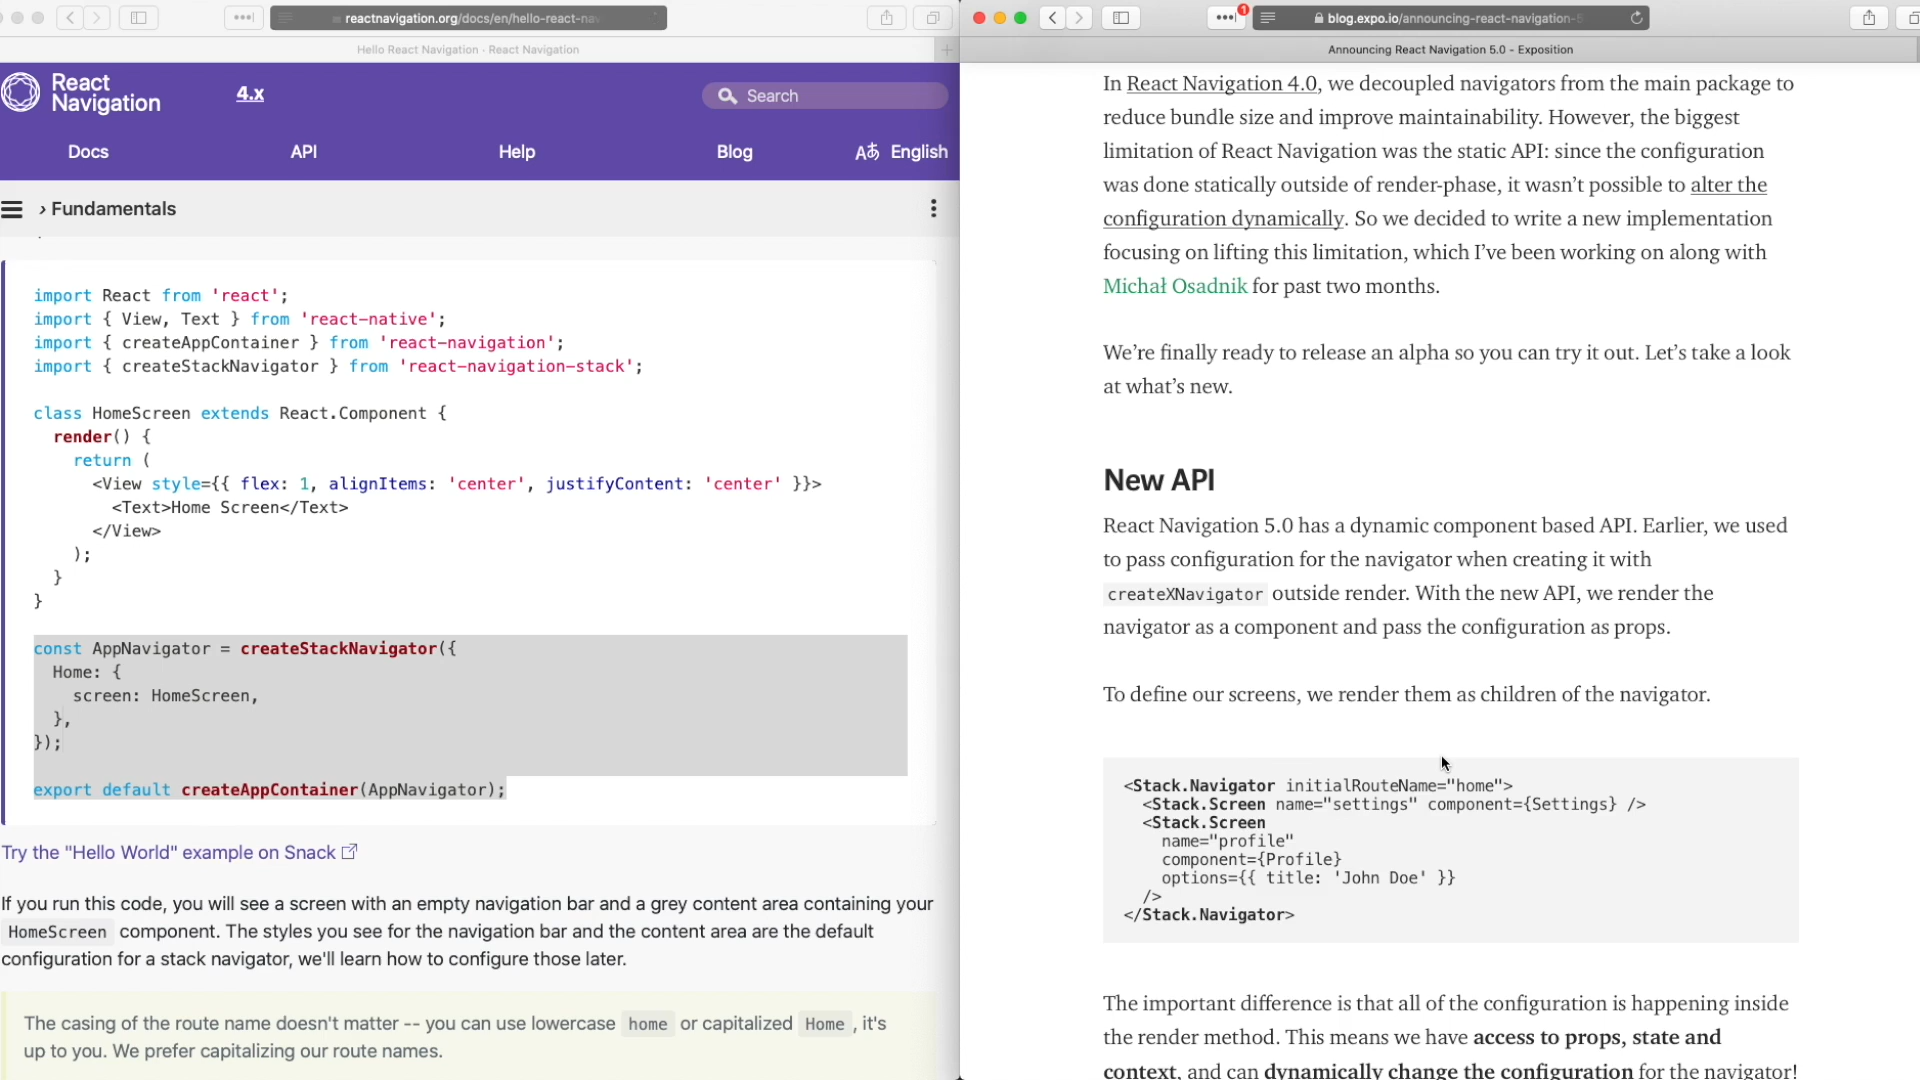 reactnavigation.org/docs/en/hello-react-nav
Hello React Navigation · React Navigation
React
Navigation
4.x
Search
Docs
API
Help
Blog
English
› Fundamentals
import React from 'react';
import { View, Text } from 'react-native';
import { createAppContainer } from 'react-navigation';
import { createStackNavigator } from 'react-navigation-stack';
class HomeScreen extends React.Component {
render() {
return (
<View style={{ flex: 1, alignItems: 'center', justifyContent: 'center' }}>
<Text>Home Screen</Text>
</View>
);
}
}
const AppNavigator = createStackNavigator({
Home: {
screen: HomeScreen,
},
});
export default createAppContainer(AppNavigator);
Try the "Hello World" example on Snack
If you run this code, you will see a screen with an empty navigation bar and a grey content area containing your
HomeScreen component. The styles you see for the navigation bar and the content area are the default
configuration for a stack navigator, we'll learn how to configure those later.
The casing of the route name doesn't matter -- you can use lowercase home or capitalized Home , it's
up to you. We prefer capitalizing our route names.
1
blog.expo.io/announcing-react-navigation-5
Announcing React Navigation 5.0 – Exposition
In React Navigation 4.0, we decoupled navigators from the main package to
reduce bundle size and improve maintainability. However, the biggest
limitation of React Navigation was the static API: since the configuration
was done statically outside of render-phase, it wasn’t possible to alter the
configuration dynamically. So we decided to write a new implementation
focusing on lifting this limitation, which I’ve been working on along with
Michał Osadnik for past two months.
We’re finally ready to release an alpha so you can try it out. Let’s take a look
at what’s new.
New API
React Navigation 5.0 has a dynamic component based API. Earlier, we used
to pass configuration for the navigator when creating it with
createXNavigator outside render. With the new API, we render the
navigator as a component and pass the configuration as props.
To define our screens, we render them as children of the navigator.
<Stack.Navigator initialRouteName="home">
<Stack.Screen name="settings" component={Settings} />
<Stack.Screen
name="profile"
component={Profile}
options={{ title: 'John Doe' }}
/>
</Stack.Navigator>
The important difference is that all of the configuration is happening inside
the render method. This means we have access to props, state and
context, and can dynamically change the configuration for the navigator!